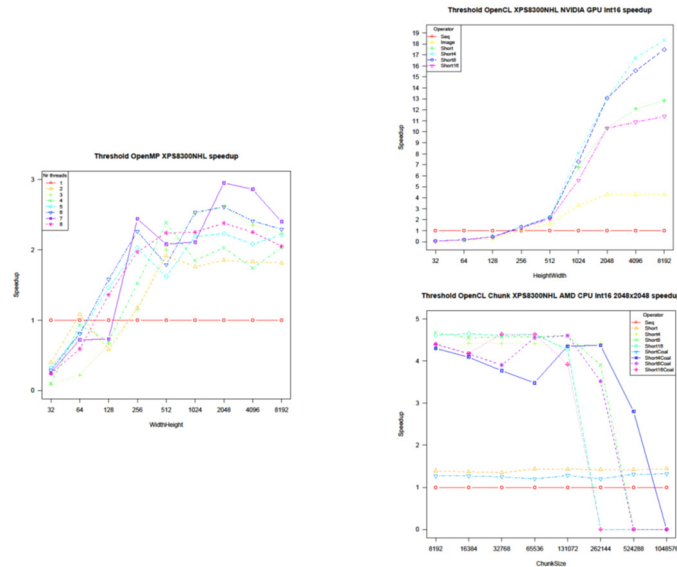 Threshold OpenMP XPS8300NHL speedup
Nr threads
1
2
3
4
5
6
7
8
Speedup
3
2
1
0
32 64 128 256 512 1024 2048 4096 8192
WidthHeight
Threshold OpenCL XPS8300NHL NVIDIA GPU Int16 speedup
Operator
Seq
Image
Short
Short4
Short8
Short16
Speedup
19
18
17
16
15
14
13
12
11
10
9
8
7
6
5
4
3
2
1
0
32 64 128 256 512 1024 2048 4096 8192
HeightWidth
Threshold OpenCL Chunk XPS8300NHL AMD CPU Int16 2048x2048 speedup
Operator
Seq
Short
Short4
Short8
Short16
ShortCoal
Short4Coal
Short8Coal
Short16Coal
Speedup
5
4
3
2
1
0
8192 16384 32768 65536 131072 262144 524288 1048576
ChunkSize